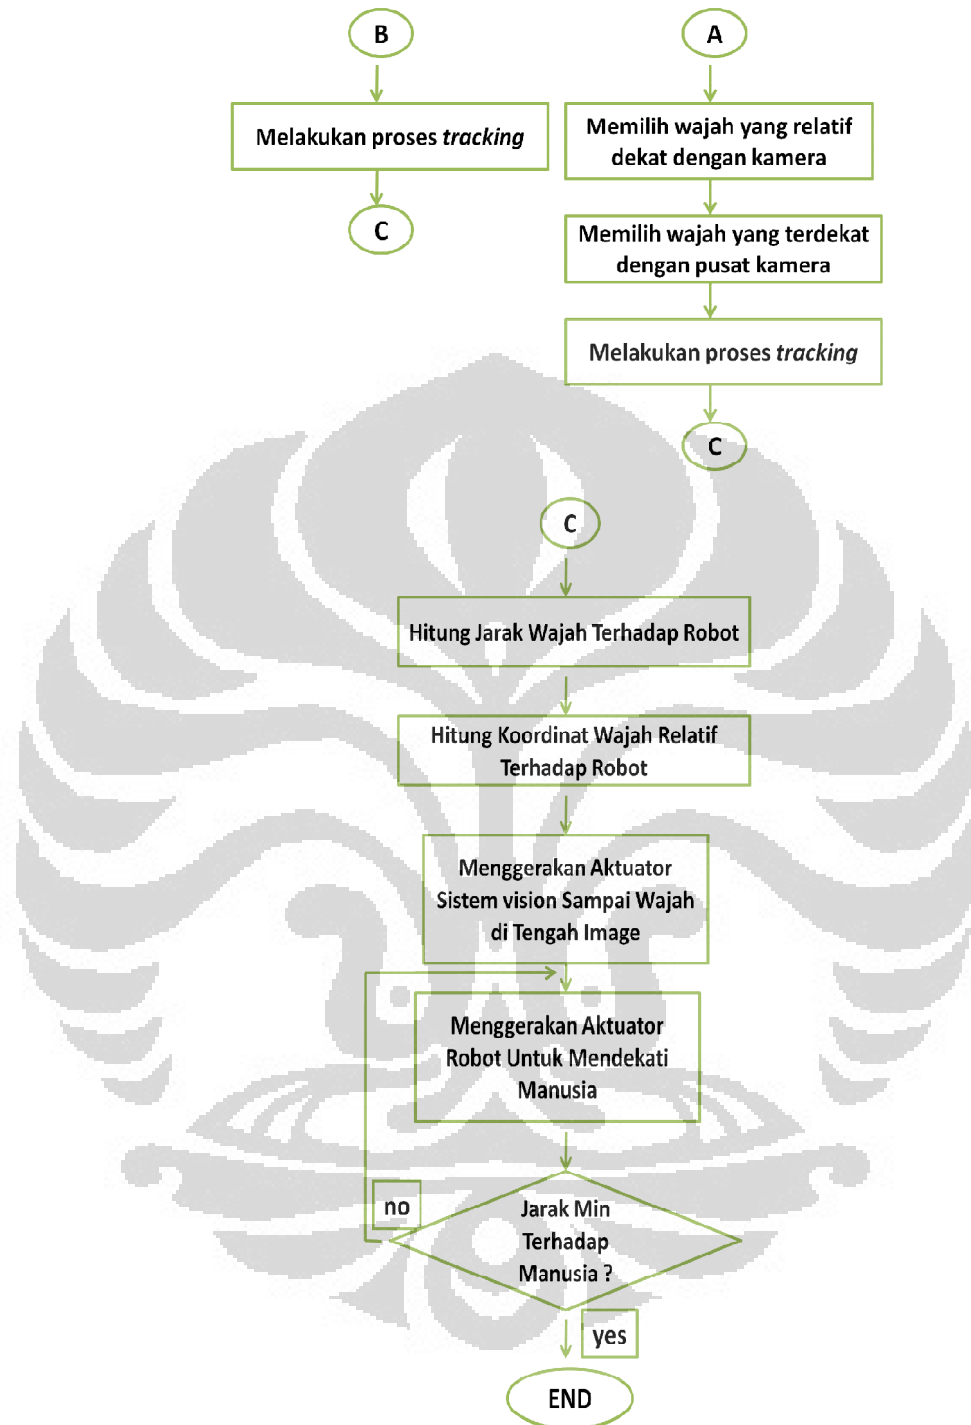 B
Melakukan proses tracking
C
A
Memilih wajah yang relatif
dekat dengan kamera
Memilih wajah yang terdekat
dengan pusat kamera
Melakukan proses tracking
C
C
Hitung Jarak Wajah Terhadap Robot
Hitung Koordinat Wajah Relatif
Terhadap Robot
Menggerakan Aktuator
Sistem vision Sampai Wajah
di Tengah Image
Menggerakan Aktuator
Robot Untuk Mendekati
Manusia
no
Jarak Min
Terhadap
Manusia ?
yes
END